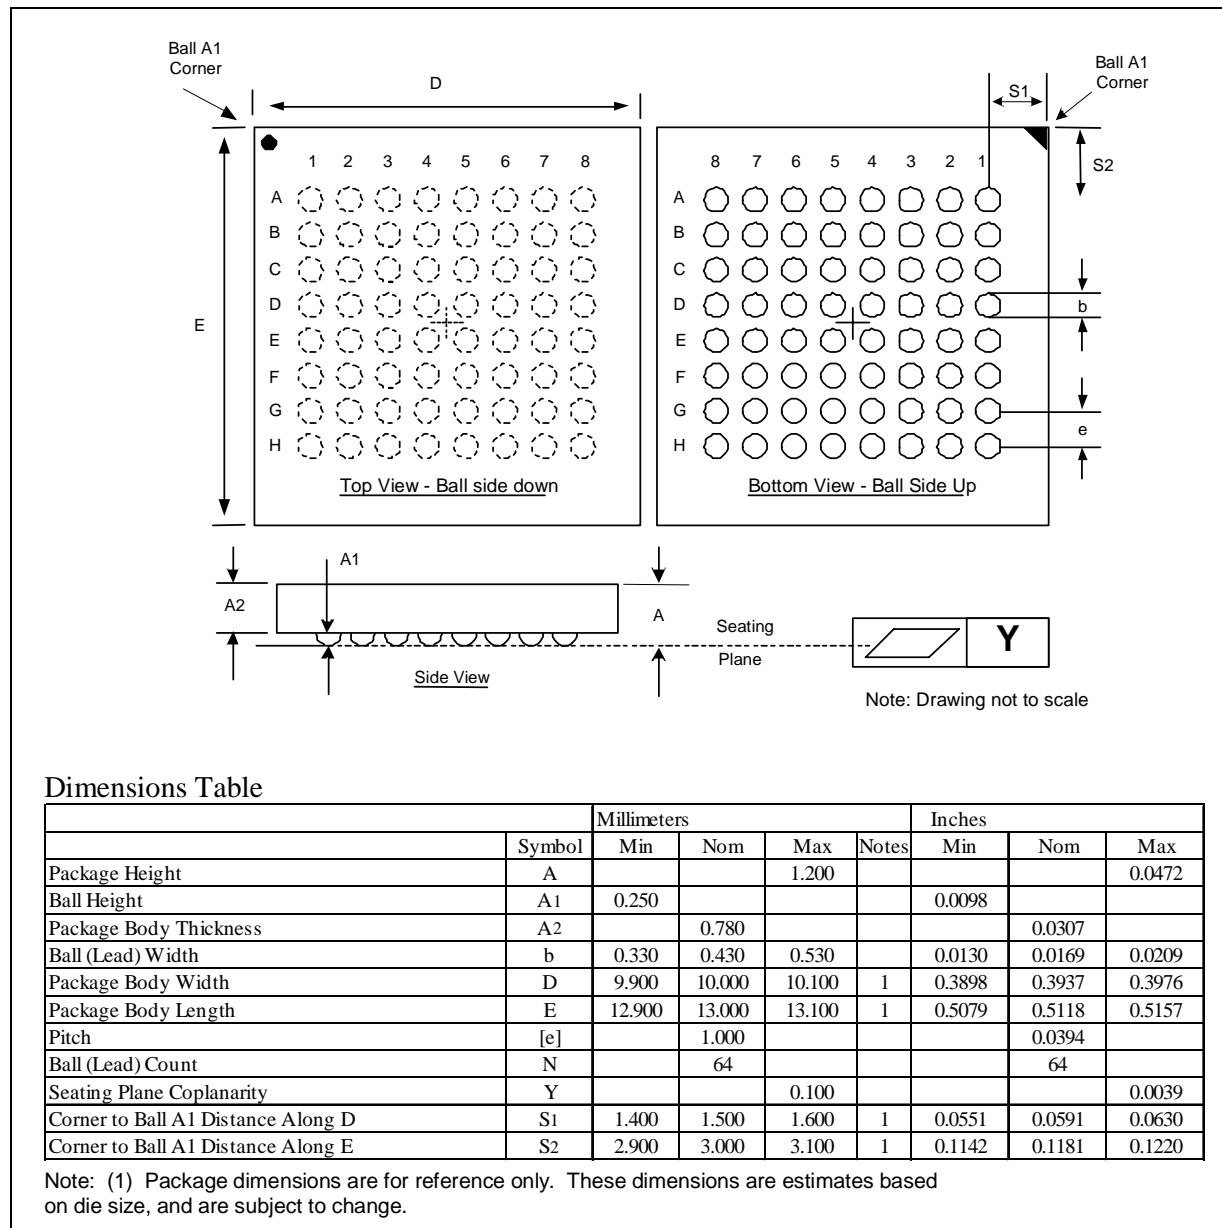 Ball A1
Corner
D
S1
Ball A1
Corner
S2
1 2 3 4 5 6 7 8
8 7 6 5 4 3 2 1
A
B
C
D
E
F
G
H
E
A
B
C
D
E
F
G
H
b
e
Top View - Ball side down
Bottom View - Ball Side Up
A1
A2
A
Seating
Plane
Y
Side View
Note: Drawing not to scale
Dimensions Table
Millimeters Inches
Symbol Min Nom Max Notes Min Nom Max
Package Height A 1.200 0.0472
Ball Height A1 0.250 0.0098
Package Body Thickness A2 0.780 0.0307
Ball (Lead) Width b 0.330 0.430 0.530 0.0130 0.0169 0.0209
Package Body Width D 9.900 10.000 10.100 1 0.3898 0.3937 0.3976
Package Body Length E 12.900 13.000 13.100 1 0.5079 0.5118 0.5157
Pitch [e] 1.000 0.0394
Ball (Lead) Count N 64 64
Seating Plane Coplanarity Y 0.100 0.0039
Corner to Ball A1 Distance Along D S1 1.400 1.500 1.600 1 0.0551 0.0591 0.0630
Corner to Ball A1 Distance Along E S2 2.900 3.000 3.100 1 0.1142 0.1181 0.1220
Note: (1) Package dimensions are for reference only. These dimensions are estimates based
on die size, and are subject to change.